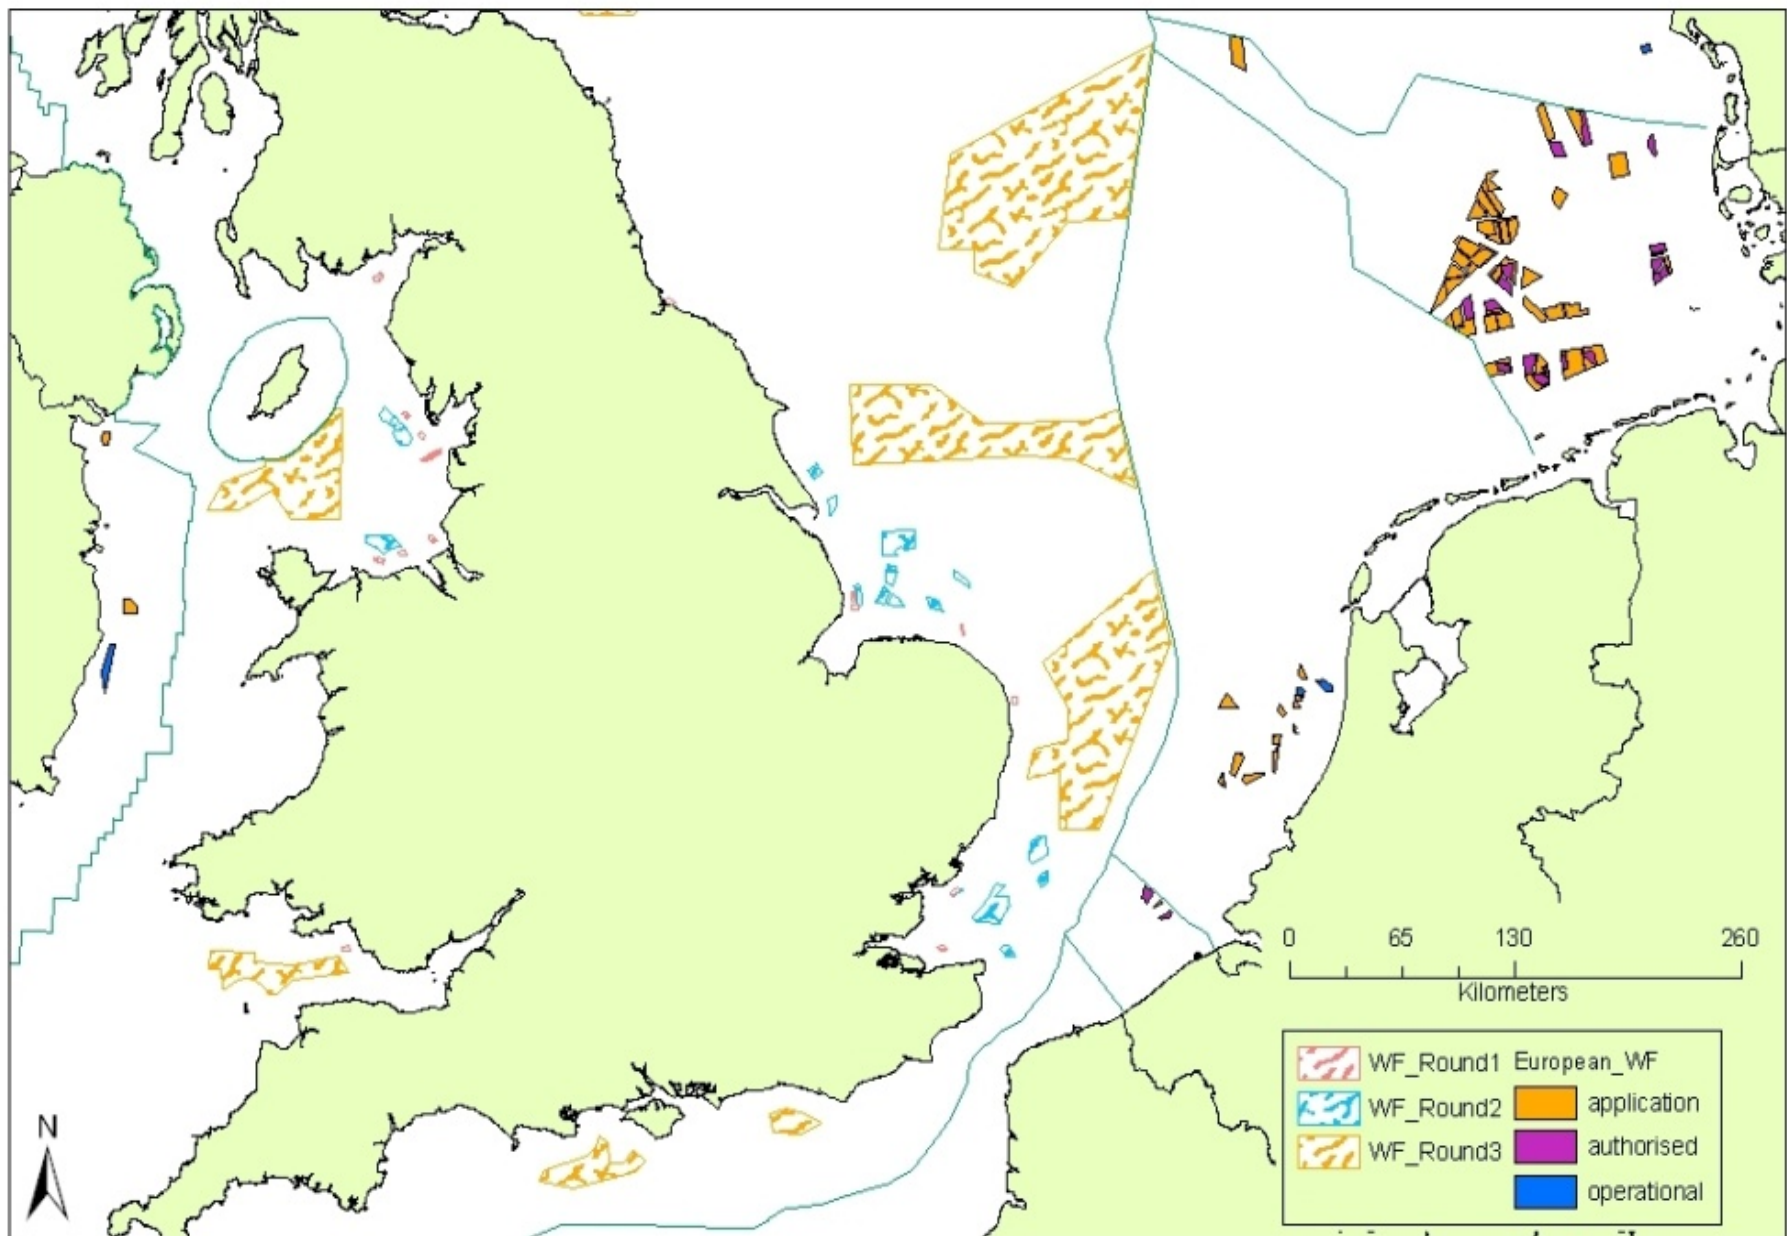 0 65 130 260
Kilometers
WF_Round1 European_WF
WF_Round2 application
WF_Round3 authorised
operational
N